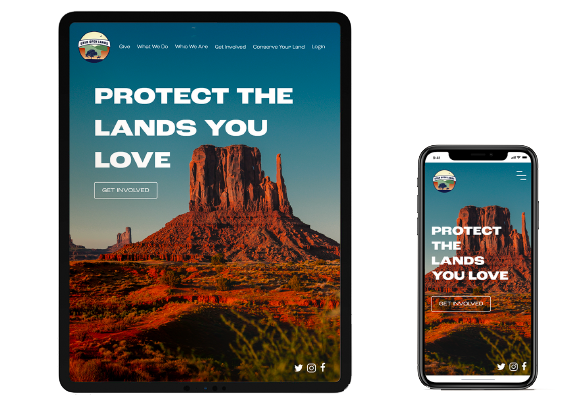 Give What We Do Who We Are Get Involved Conserve Your Land Login
PROTECT THE
LANDS YOU
LOVE
GET INVOLVED
PROTECT
THE
LANDS
YOU LOVE
GET INVOLVED